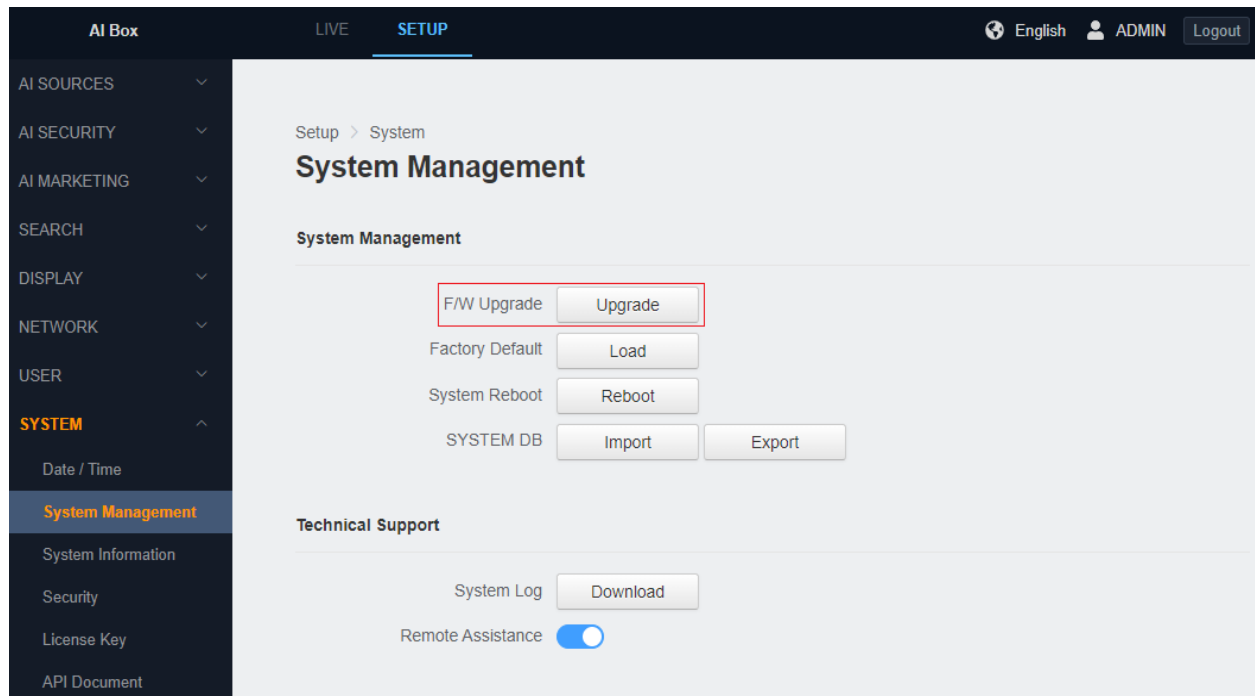 AI Box LIVE SETUP English ADMIN Logout
AI SOURCES
AI SECURITY
AI MARKETING
SEARCH
DISPLAY
NETWORK
USER
SYSTEM
Date / Time
System Management
System Information
Security
License Key
API Document
Setup > System
System Management
System Management
F/W Upgrade Upgrade
Factory Default Load
System Reboot Reboot
SYSTEM DB Import Export
Technical Support
System Log Download
Remote Assistance